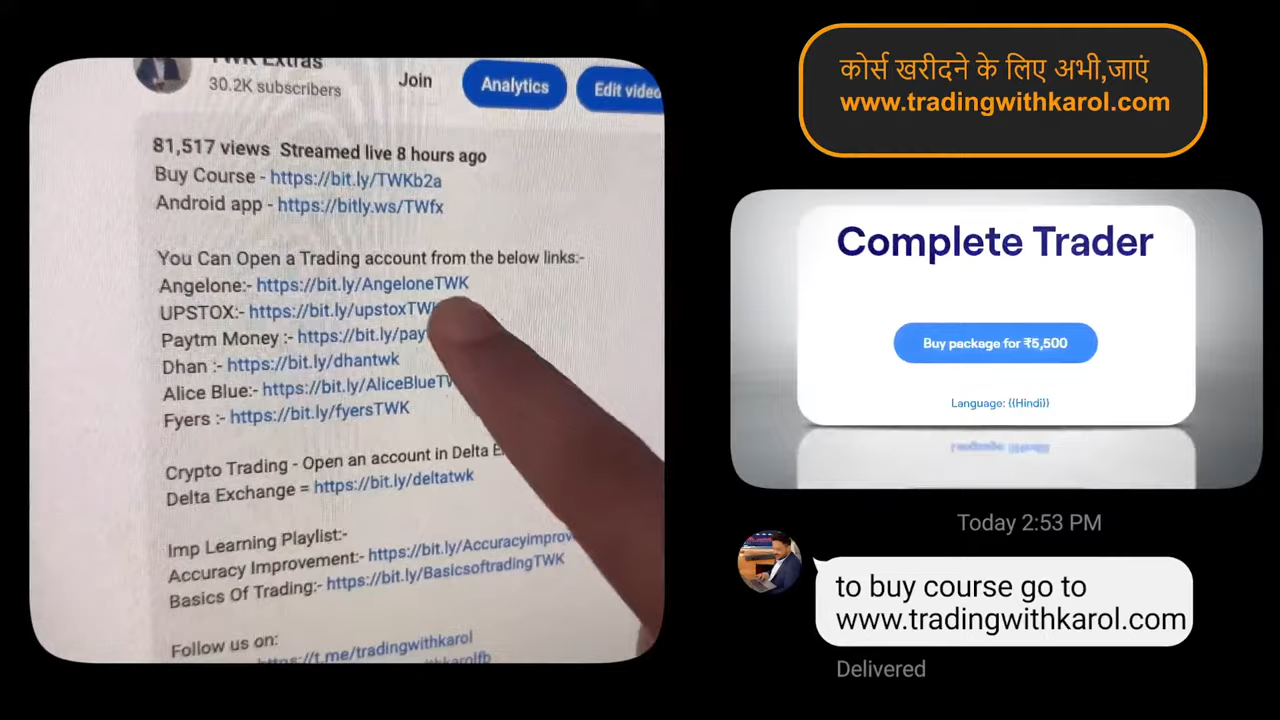 TWK Extras
30.2K subscribers
Join
Analytics
Edit video
81,517 views Streamed live 8 hours ago
Buy Course - https://bit.ly/TWKb2a
Android app - https://bitly.ws/TWfx
You Can Open a Trading account from the below links:-
Angelone:- https://bit.ly/AngeloneTWK
UPSTOX:- https://bit.ly/upstoxTW
Paytm Money :- https://bit.ly/pay
Dhan :- https://bit.ly/dhantwk
Alice Blue:- https://bit.ly/AliceBlueTW
Fyers :- https://bit.ly/fyersTWK
Crypto Trading - Open an account in Delta E
Delta Exchange = https://bit.ly/deltatwk
Imp Learning Playlist:-
Accuracy Improvement:- https://bit.ly/Accuracyimprov
Basics Of Trading:- https://bit.ly/BasicsoftradingTWK
Follow us on:
https://t.me/tradingwithkarol
कोर्स खरीदने के लिए अभी,जाएं
www.tradingwithkarol.com
Complete Trader
Buy package for ₹5,500
Language: ((Hindi))
Today 2:53 PM
to buy course go to
www.tradingwithkarol.com
Delivered